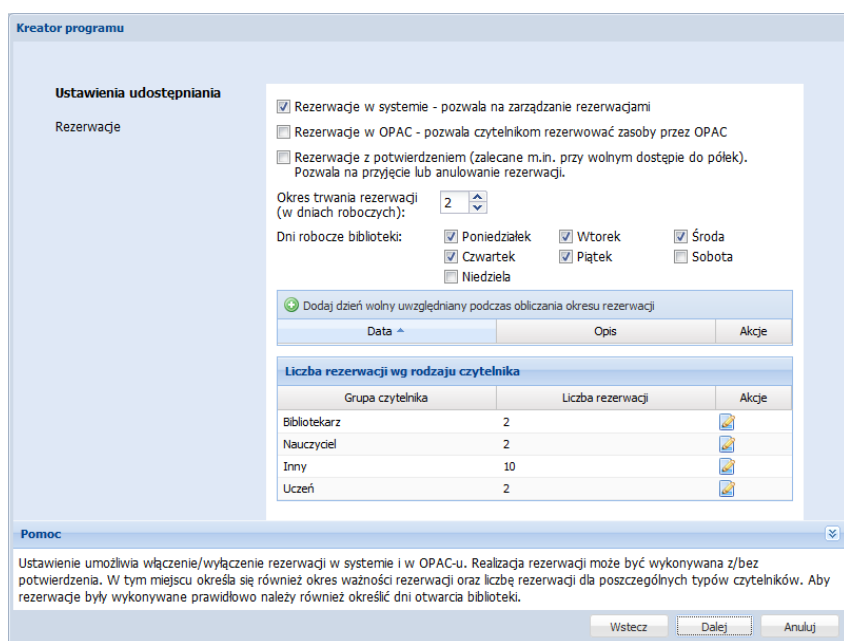 Kreator programu
Ustawienia udostępniania
Rezerwacje
Rezerwacje w systemie - pozwala na zarządzanie rezerwacjami
Rezerwacje w OPAC - pozwala czytelnikom rezerwować zasoby przez OPAC
Rezerwacje z potwierdzeniem (zalecane m.in. przy wolnym dostępie do półek).
Pozwala na przyjęcie lub anulowanie rezerwacji.
Okres trwania rezerwacji
(w dniach roboczych): 2
Dni robocze biblioteki: Poniedziałek Wtorek Środa
Czwartek Piątek Sobota
Niedziela
Dodaj dzień wolny uwzględniany podczas obliczania okresu rezerwacji
Data Opis Akcje
Liczba rezerwacji wg rodzaju czytelnika
Grupa czytelnika Liczba rezerwacji Akcje
Bibliotekarz 2
Nauczyciel 2
Inny 10
Uczeń 2
Pomoc
Ustawienie umożliwia włączenie/wyłączenie rezerwacji w systemie i w OPAC-u. Realizacja rezerwacji może być wykonywana z/bez
potwierdzenia. W tym miejscu określa się również okres ważności rezerwacji oraz liczbę rezerwacji dla poszczególnych typów czytelników. Aby
rezerwacje były wykonywane prawidłowo należy również określić dni otwarcia biblioteki.
Wstecz Dalej Anuluj